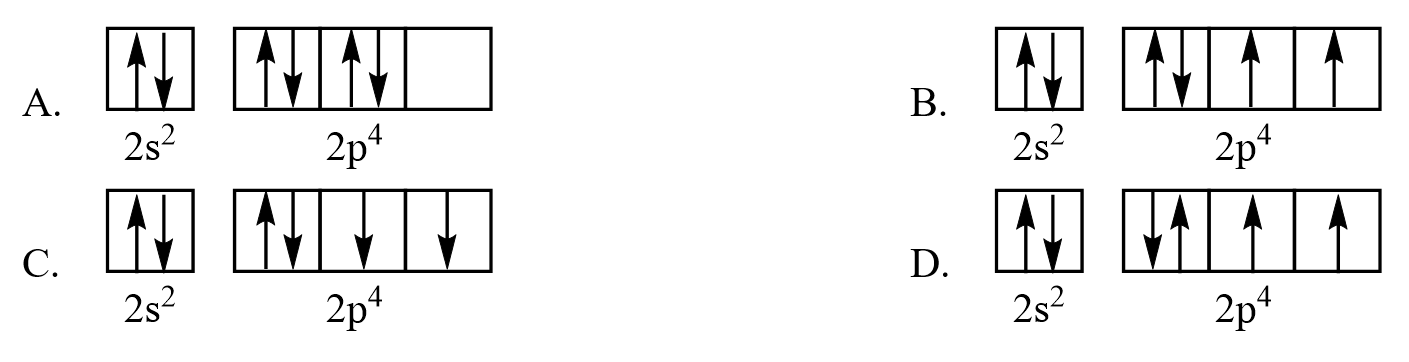 A. B.
2s² 2p⁴ 2s² 2p⁴
C. D.
2s² 2p⁴ 2s² 2p⁴